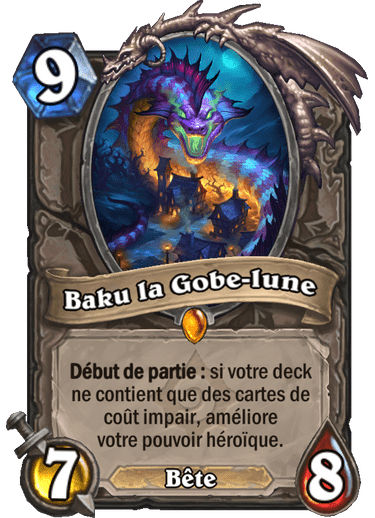 9
Baku la Gobe-lune
Début de partie : si votre deck
ne contient que des cartes de
coût impair, améliore
votre pouvoir héroïque.
7
Bête
8